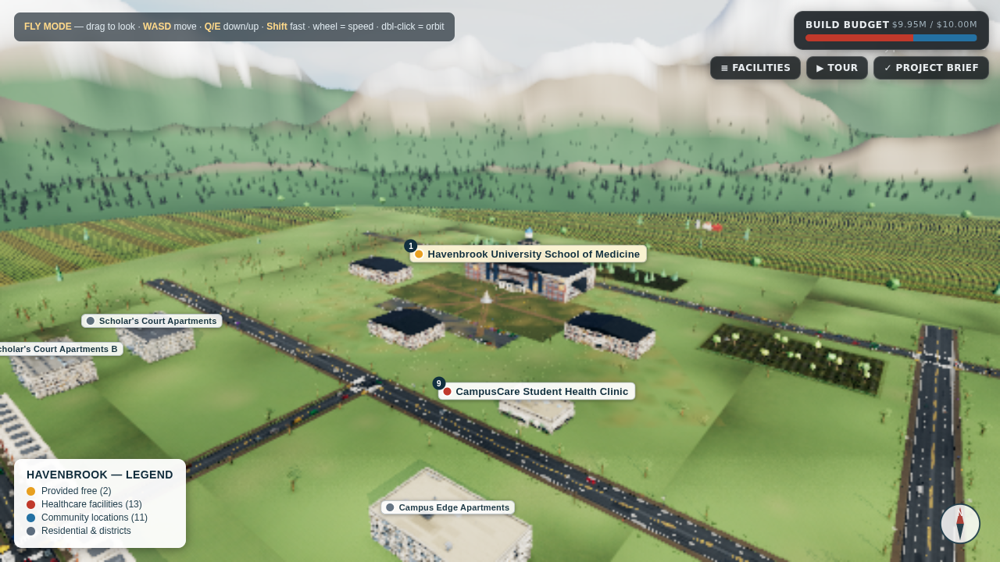 FLY MODE — drag to look · WASD move · Q/E down/up · Shift fast · wheel = speed · dbl-click = orbit
BUILD BUDGET $9.95M / $10.00M
≡ FACILITIES
▶ TOUR
✓ PROJECT BRIEF
1
Havenbrook University School of Medicine
Scholar's Court Apartments
cholar's Court Apartments B
9
CampusCare Student Health Clinic
Campus Edge Apartments
HAVENBROOK — LEGEND
Provided free (2)
Healthcare facilities (13)
Community locations (11)
Residential & districts
N